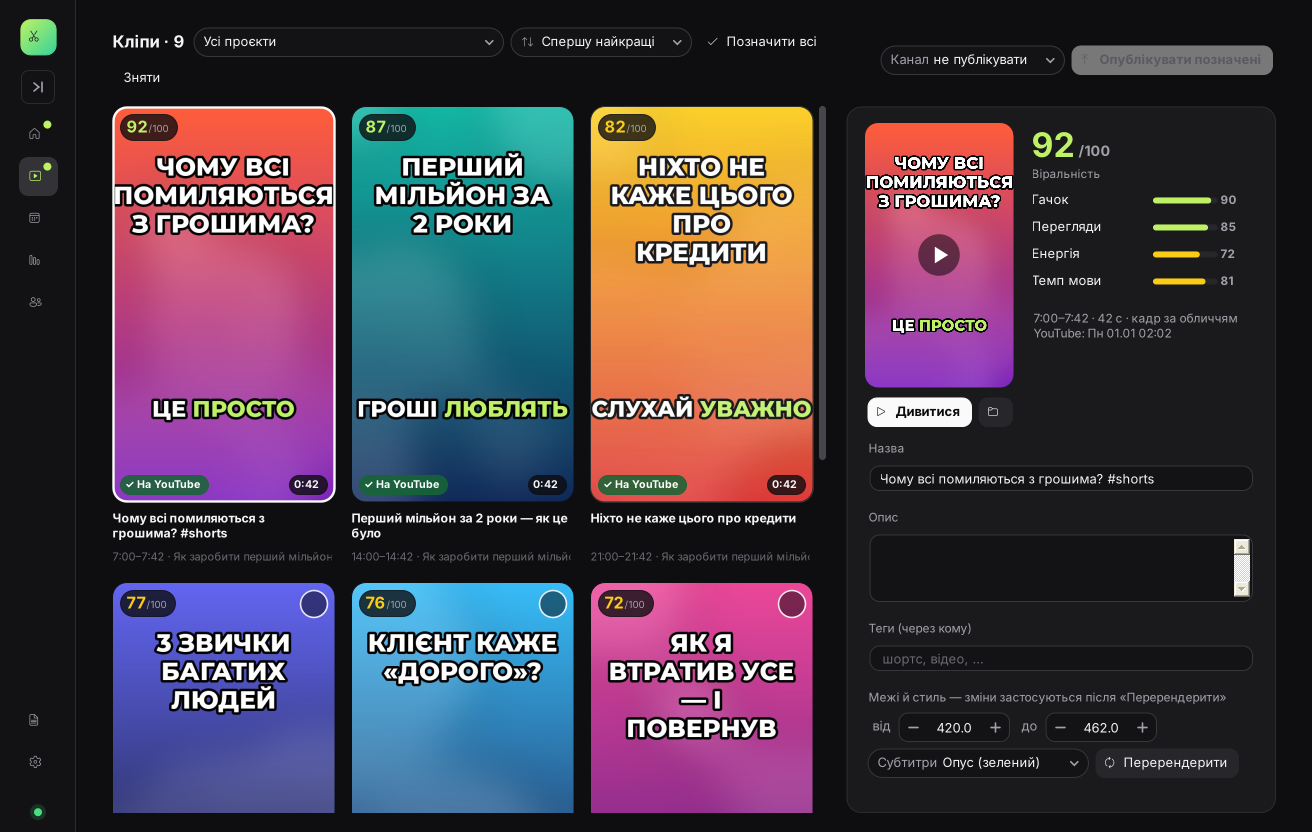 Кліпи · 9
Усі проєкти
Спершу найкращі
Позначити всі
Зняти
Канал не публікувати
Опублікувати позначені
92/100
ЧОМУ ВСІ
ПОМИЛЯЮТЬСЯ
З ГРОШИМА?
ЦЕ ПРОСТО
✓ На YouTube
0:42
Чому всі помиляються з
грошима? #shorts
7:00–7:42 · Як заробити перший мільйон
87/100
ПЕРШИЙ
МІЛЬЙОН ЗА
2 РОКИ
ГРОШІ ЛЮБЛЯТЬ
✓ На YouTube
0:42
Перший мільйон за 2 роки — як це
було
14:00–14:42 · Як заробити перший мільй
82/100
НІХТО НЕ
КАЖЕ ЦЬОГО
ПРО
КРЕДИТИ
СЛУХАЙ УВАЖНО
✓ На YouTube
0:42
Ніхто не каже цього про кредити
21:00–21:42 · Як заробити перший мільй
77/100
3 ЗВИЧКИ
БАГАТИХ
ЛЮДЕЙ
76/100
КЛІЄНТ КАЖЕ
«ДОРОГО»?
72/100
ЯК Я
ВТРАТИВ УСЕ
— І
ПОВЕРНУВ
ЧОМУ ВСІ
ПОМИЛЯЮТЬСЯ
З ГРОШИМА?
ЦЕ ПРОСТО
92 /100
Віральність
Гачок 90
Перегляди 85
Енергія 72
Темп мови 81
7:00–7:42 · 42 с · кадр за обличчям
YouTube: Пн 01.01 02:02
Дивитися
Назва
Чому всі помиляються з грошима? #shorts
Опис
Теги (через кому)
шортс, відео, ...
Межі й стиль — зміни застосуються після «Перерендерити»
від − 420.0 + до − 462.0 +
Субтитри Опус (зелений)
Перерендерити